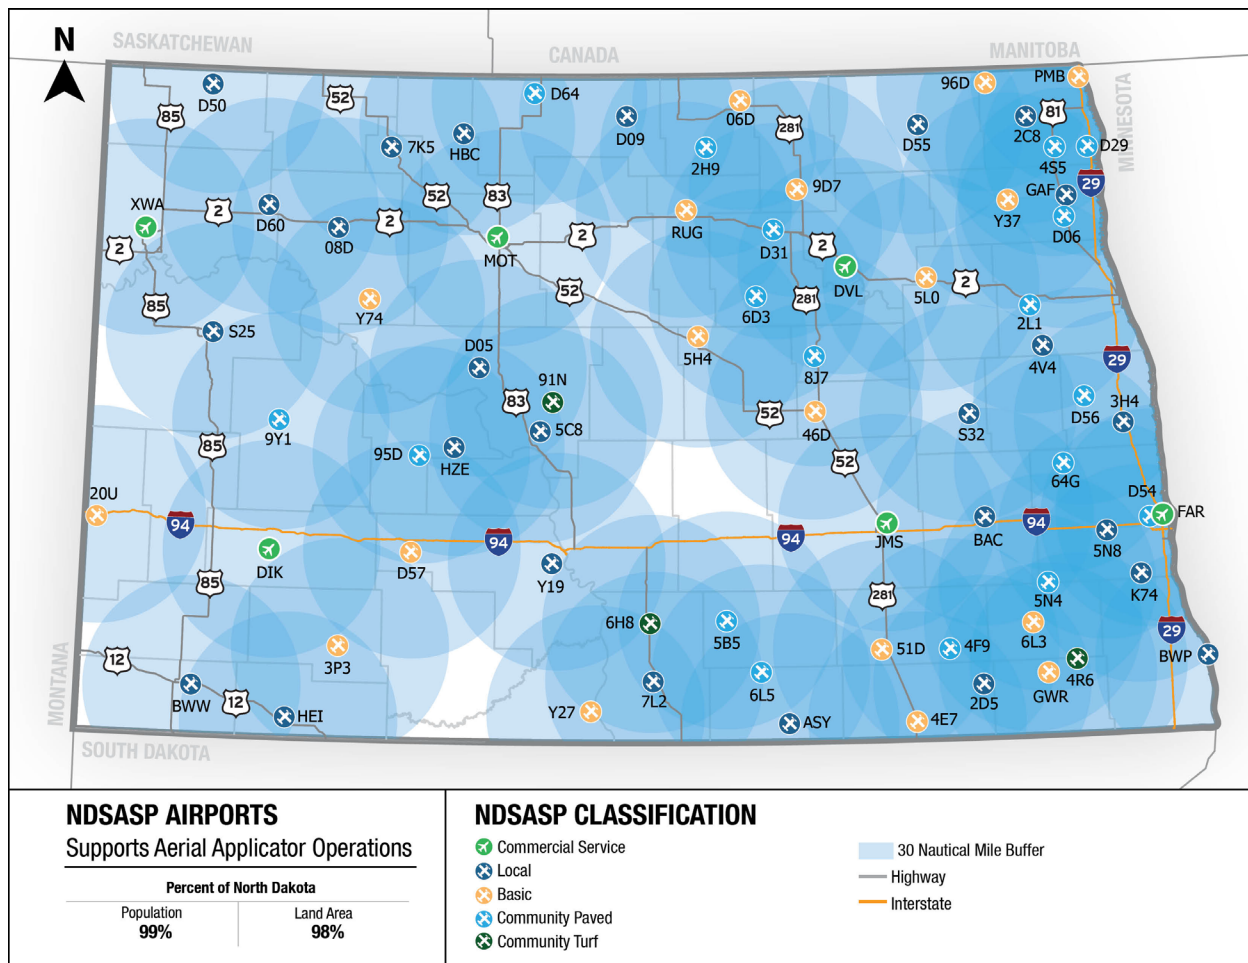 N
SASKATCHEWAN
CANADA
MANITOBA
MINESOTA
MONTANA
SOUTH DAKOTA
D50
85
52
D64
D09
06D
281
96D
PMB
81
2C8
D29
4S5
D55
7K5
HBC
2H9
9D7
29
GAF
Y37
D06
XWA
2
D60
08D
2
52
83
MOT
2
RUG
D31
2
DVL
2
85
Y74
52
6D3
281
5L0
2
2L1
S25
D05
5H4
8J7
4V4
29
91N
83
5C8
9Y1
85
95D
HZE
52
46D
S32
D56
3H4
52
64G
D54
FAR
20U
94
94
94
JMS
BAC
94
5N8
DIK
D57
Y19
85
281
5N4
K74
6H8
5B5
51D
4F9
6L3
29
BWP
12
3P3
6L5
4R6
GWR
BWW
12
HEI
Y27
7L2
ASY
4E7
2D5
NDSASP AIRPORTS
Supports Aerial Applicator Operations
Percent of North Dakota
Population
99%
Land Area
98%
NDSASP CLASSIFICATION
Commercial Service
Local
Basic
Community Paved
Community Turf
30 Nautical Mile Buffer
Highway
Interstate